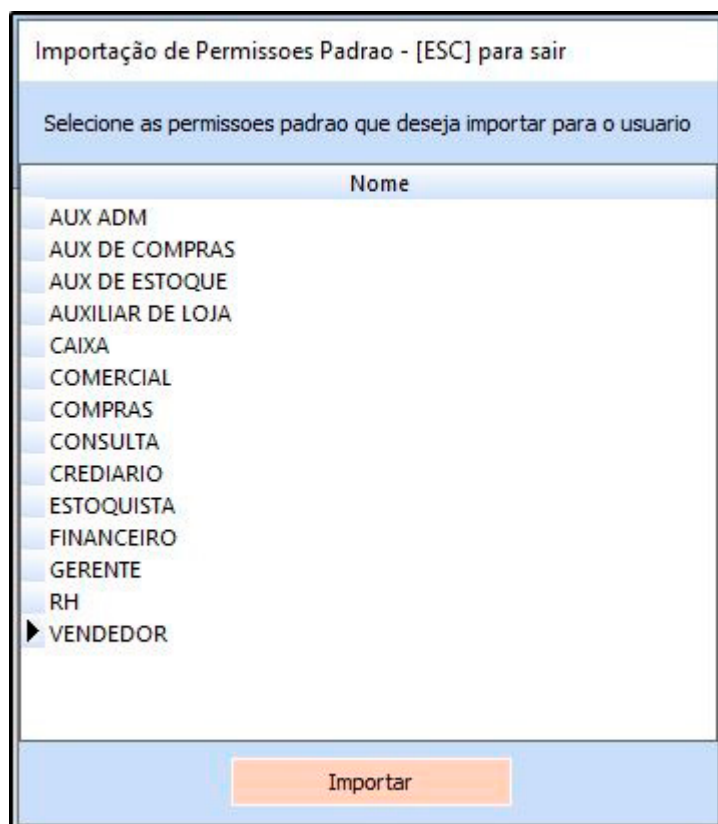 Importação de Permissoes Padrao - [ESC] para sair
Selecione as permissoes padrao que deseja importar para o usuario
Nome
AUX ADM
AUX DE COMPRAS
AUX DE ESTOQUE
AUXILIAR DE LOJA
CAIXA
COMERCIAL
COMPRAS
CONSULTA
CREDIARIO
ESTOQUISTA
FINANCEIRO
GERENTE
RH
VENDEDOR
Importar